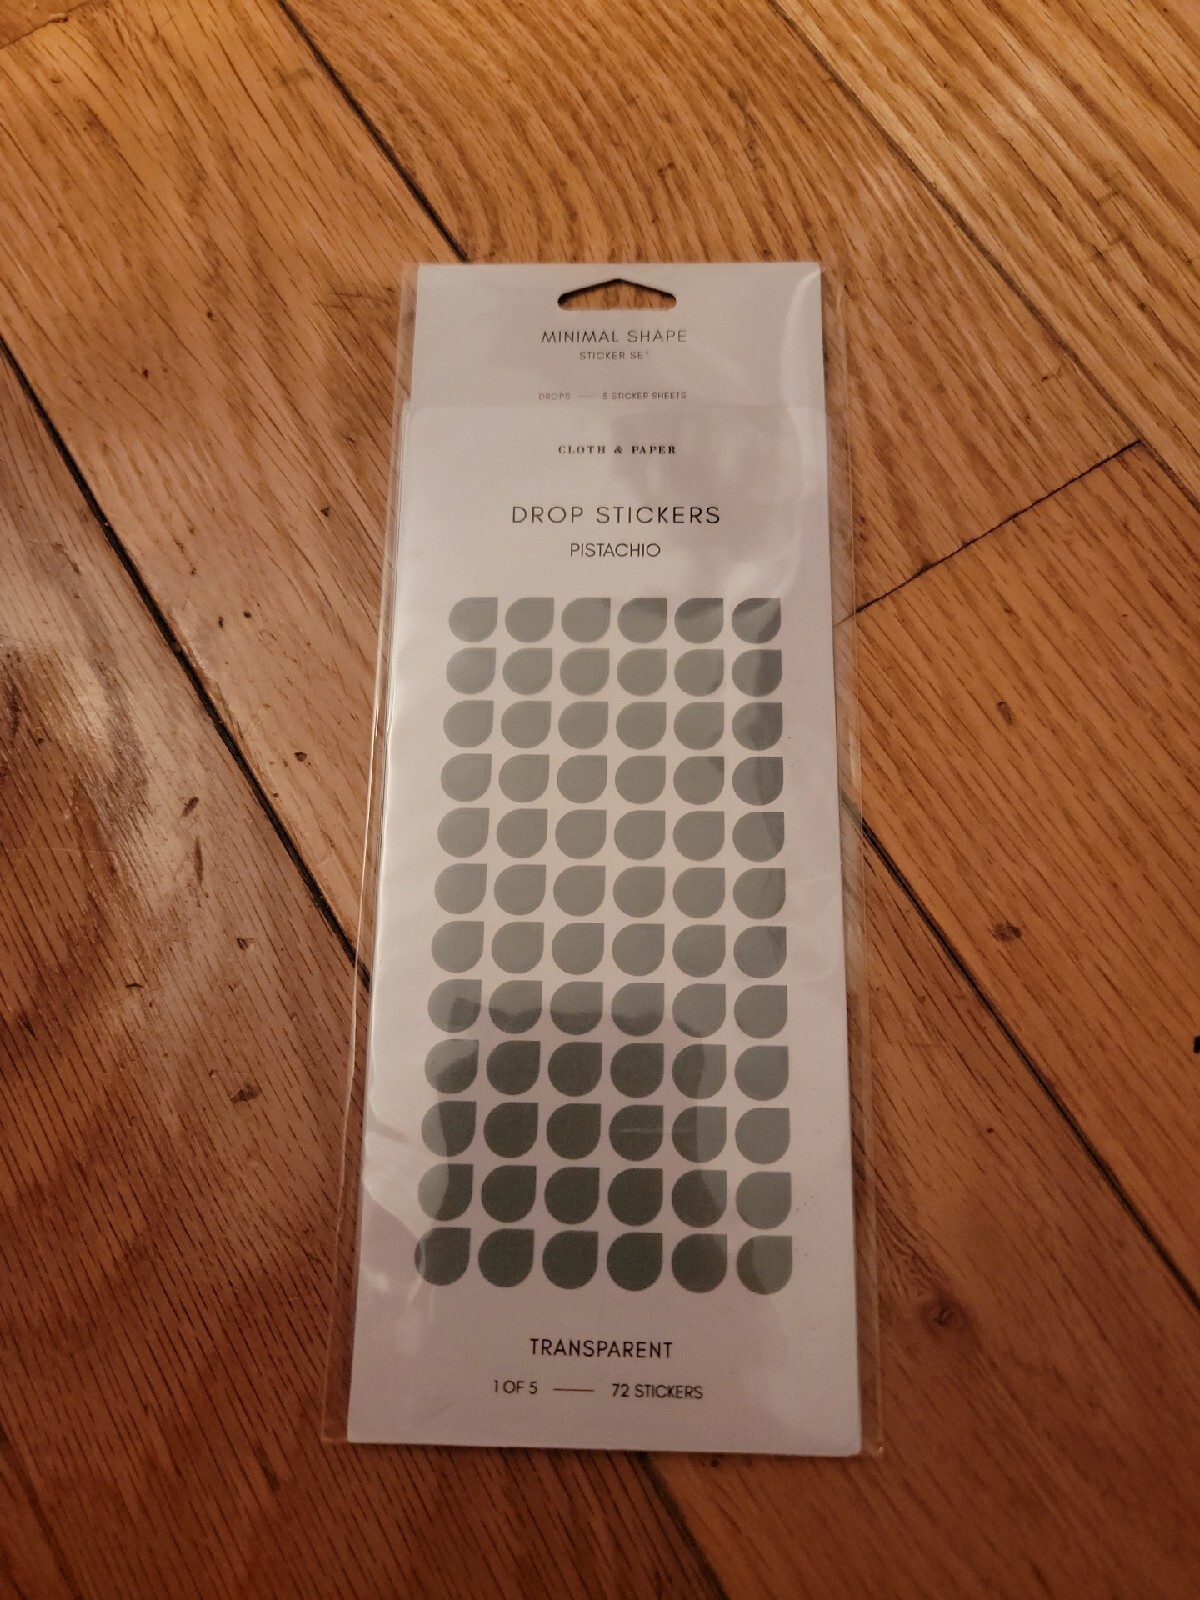 MINIMAL SHAPE
STICKER SET
DROPS — 5 STICKER SHEETS
CLOTH & PAPER
DROP STICKERS
PISTACHIO
TRANSPARENT
1 OF 5 — 72 STICKERS